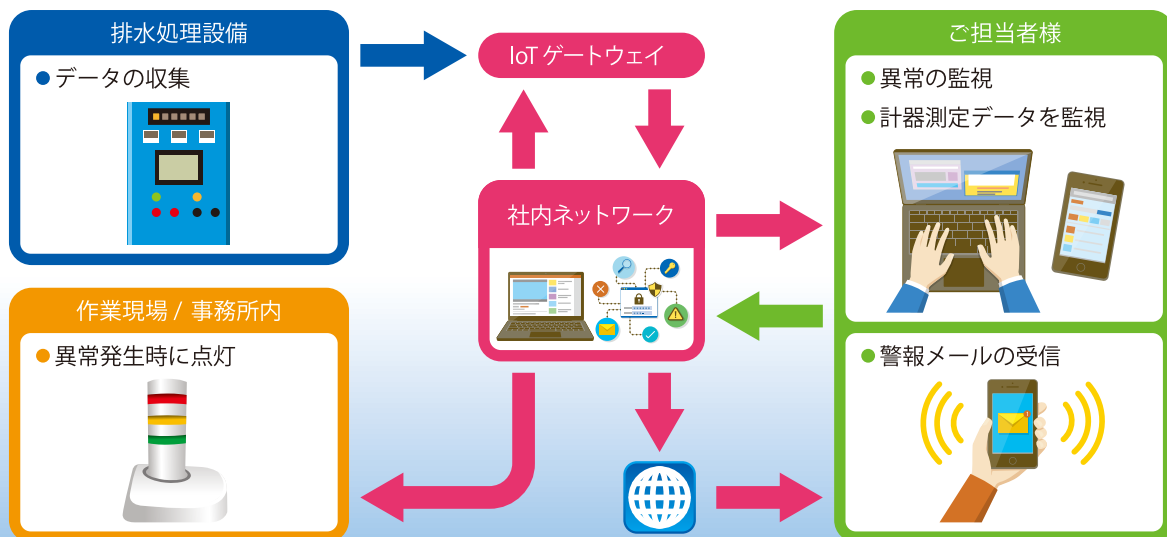 排水処理設備
●データの収集
IoTゲートウェイ
社内ネットワーク
ご担当者様
●異常の監視
●計器測定データを監視
作業現場 / 事務所内
●異常発生時に点灯
●警報メールの受信